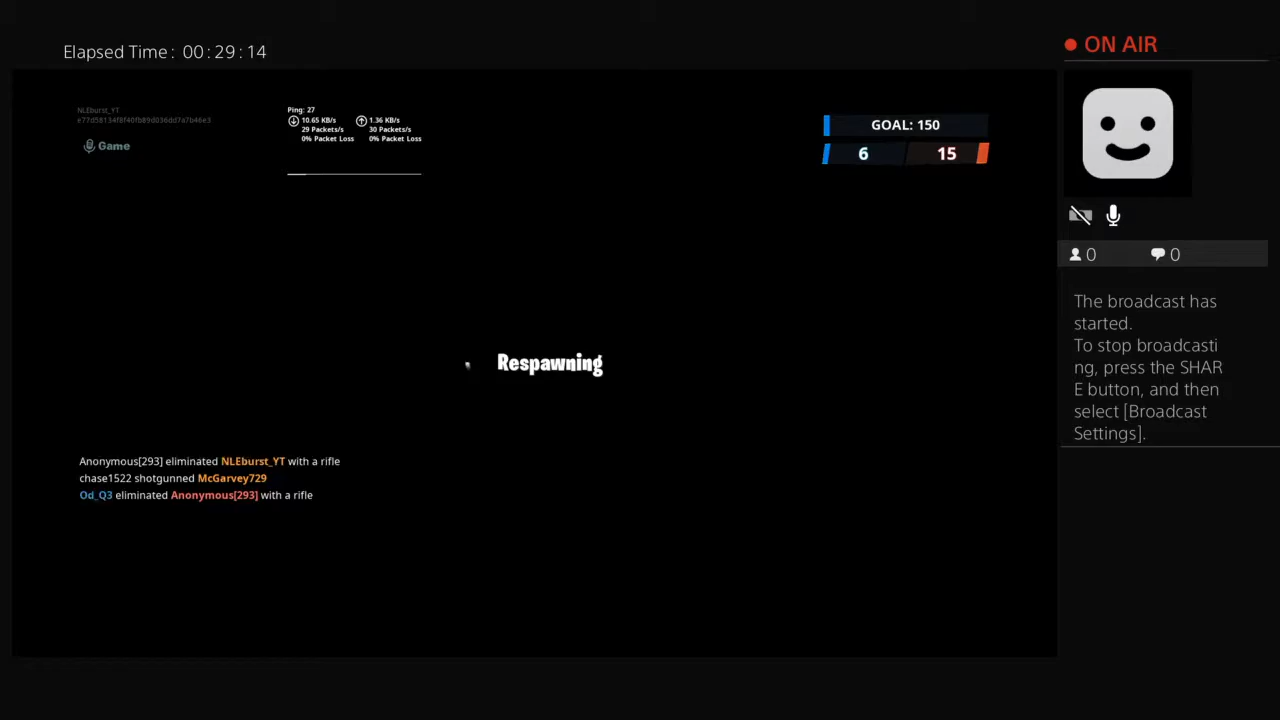 Elapsed Time: 00:29:14
ON AIR
NLEburst_YT
Ping: 27
10.65 KB/s 1.36 KB/s
29 Packets/s 30 Packets/s
0% Packet Loss 0% Packet Loss
Game
GOAL: 150
6 15
0 0
The broadcast has
started.
To stop broadcasti
ng, press the SHAR
E button, and then
select [Broadcast
Settings].
Respawning
Anonymous[293] eliminated NLEburst_YT with a rifle
chase1522 shotgunned McGarvey729
Od_Q3 eliminated Anonymous[293] with a rifle